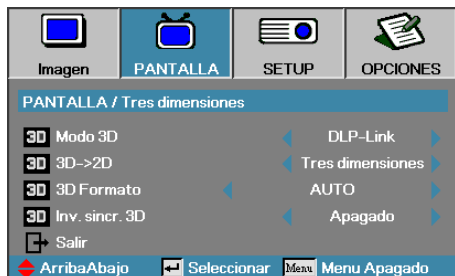 Imagen PANTALLA SETUP OPCIONES
PANTALLA / Tres dimensiones
3D Modo 3D DLP-Link
3D 3D->2D Tres dimensiones
3D 3D Formato AUTO
3D Inv. sincr. 3D Apagado
Salir
ArribaAbajo Seleccionar Menu Menu Apagado